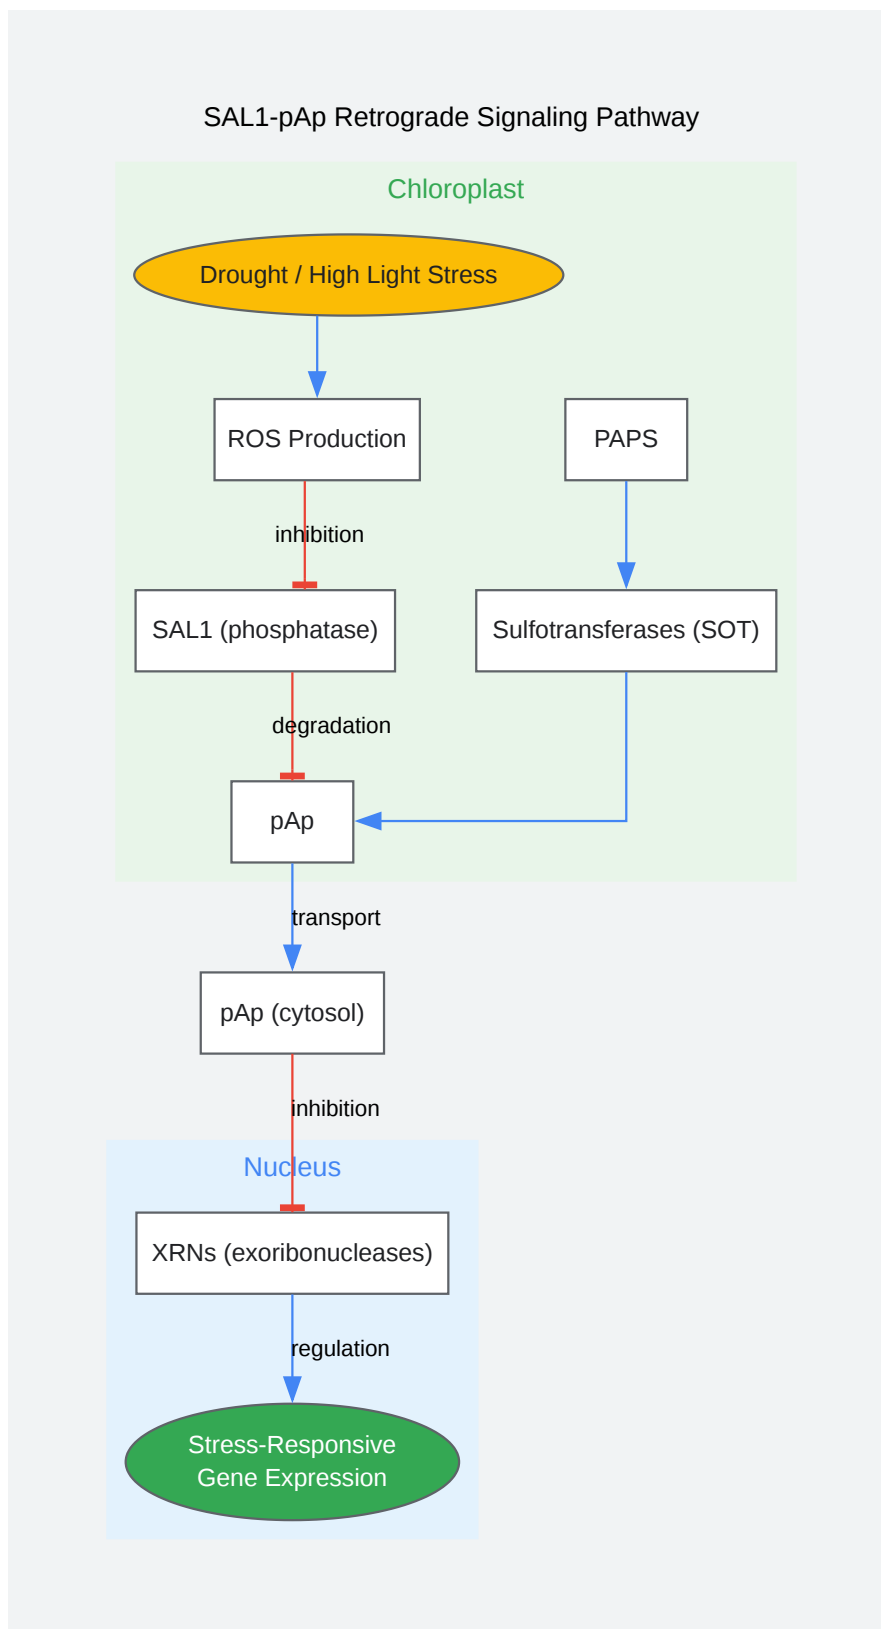 SAL1-pAp Retrograde Signaling Pathway
Chloroplast
Drought / High Light Stress
ROS Production
PAPS
inhibition
SAL1 (phosphatase)
Sulfotransferases (SOT)
degradation
pAp
transport
pAp (cytosol)
inhibition
Nucleus
XRNs (exoribonucleases)
regulation
Stress-Responsive
Gene Expression